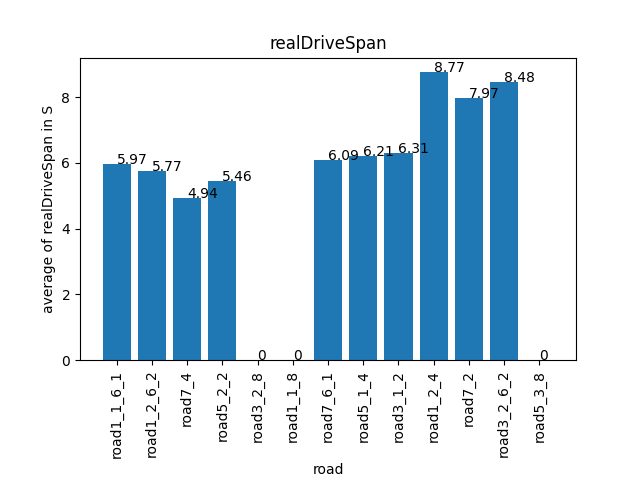 realDriveSpan
average of realDriveSpan in S
8
6
4
2
0
5.97
5.77
4.94
5.46
0
0
6.09
6.21
6.31
8.77
7.97
8.48
0
road1_1_6_1
road1_2_6_2
road7_4
road5_2_2
road3_2_8
road1_1_8
road7_6_1
road5_1_4
road3_1_2
road1_2_4
road7_2
road3_2_6_2
road5_3_8
road